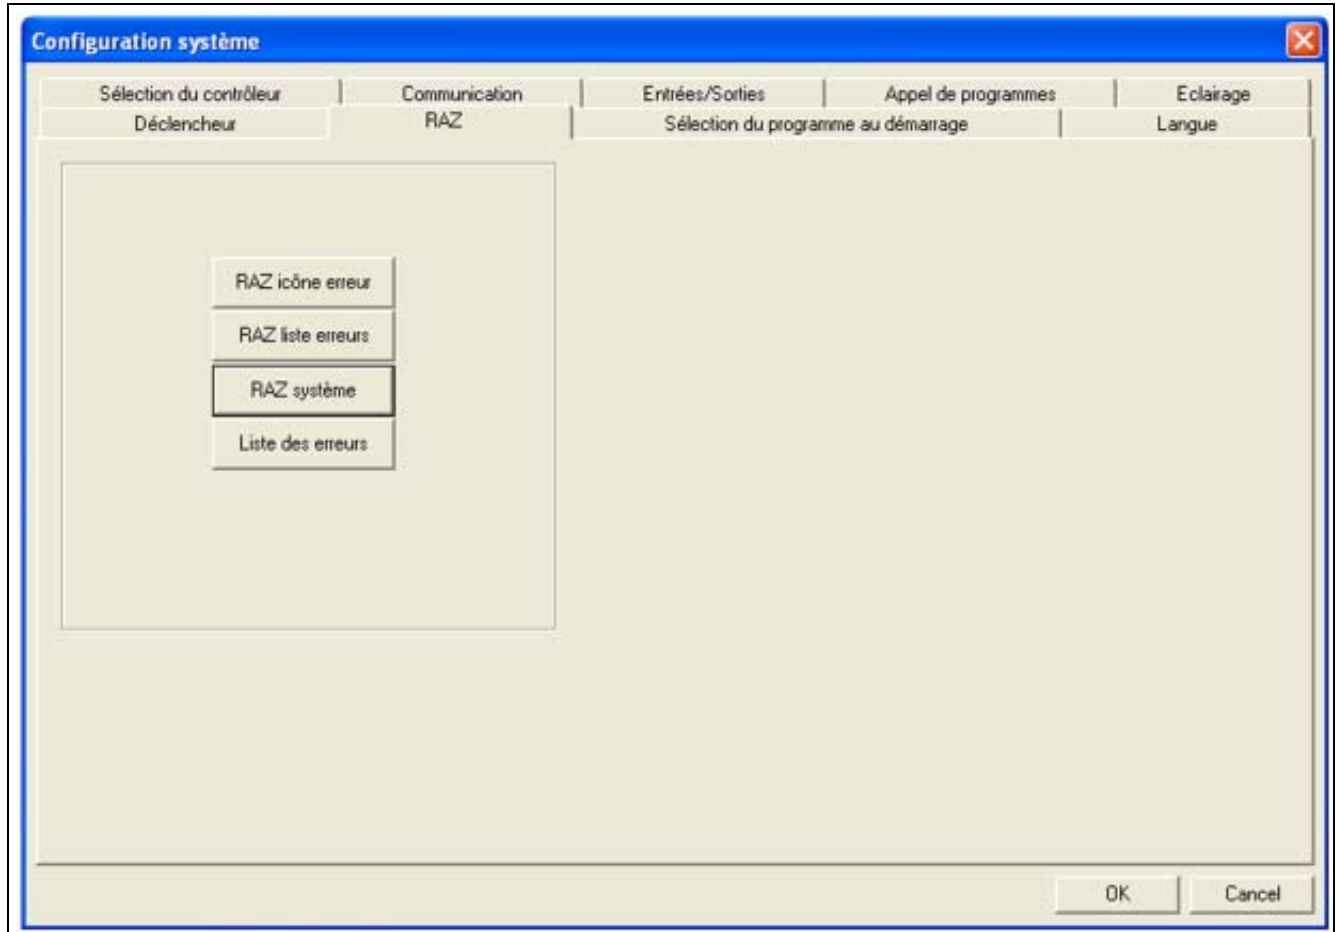 Configuration système
Sélection du contrôleur Communication Entrées/Sorties Appel de programmes Eclairage
Déclencheur RAZ Sélection du programme au démarrage Langue
RAZ icône erreur
RAZ liste erreurs
RAZ système
Liste des erreurs
OK Cancel